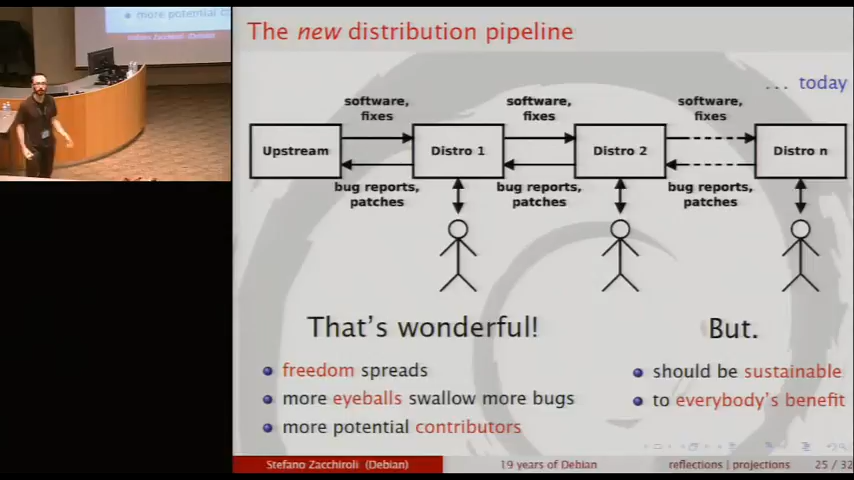 more potential
The new distribution pipeline
... today
software, fixes
software, fixes
software, fixes
Upstream
Distro 1
Distro 2
Distro n
bug reports, patches
bug reports, patches
bug reports, patches
That's wonderful!
But.
freedom spreads
more eyeballs swallow more bugs
more potential contributors
should be sustainable
to everybody's benefit
Stefano Zacchiroli (Debian)
19 years of Debian
reflections | projections
25 / 32